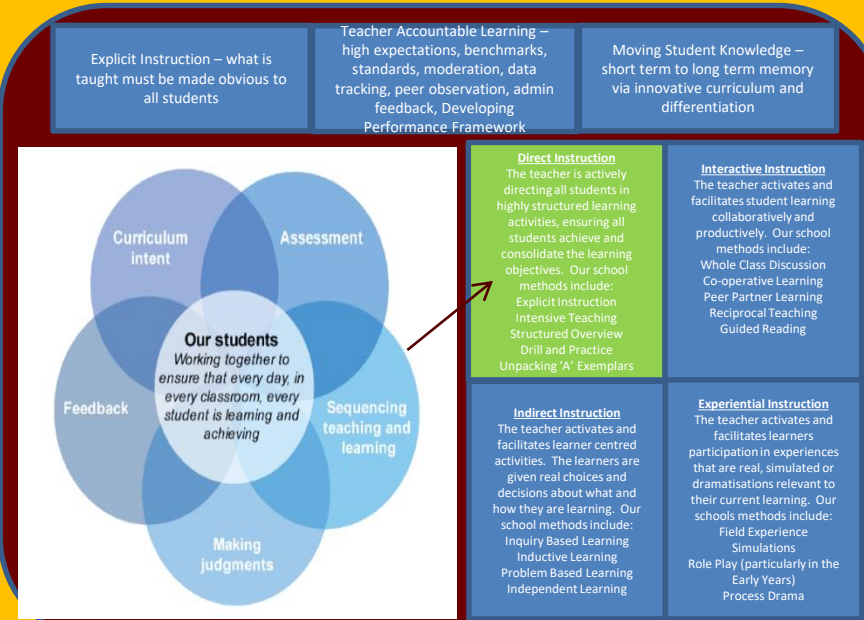 Explicit Instruction – what is
taught must be made obvious to
all students
Teacher Accountable Learning –
high expectations, benchmarks,
standards, moderation, data
tracking, peer observation, admin
feedback, Developing
Performance Framework
Moving Student Knowledge –
short term to long term memory
via innovative curriculum and
differentiation
Curriculum
intent
Assessment
Our students
Working together to
ensure that every day, in
every classroom, every
student is learning and
achieving
Feedback
Sequencing
teaching and
learning
Making
judgments
Direct Instruction
The teacher is actively
directing all students in
highly structured learning
activities, ensuring all
students achieve and
consolidate the learning
objectives. Our school
methods include:
Explicit Instruction
Intensive Teaching
Structured Overview
Drill and Practice
Unpacking ‘A’ Exemplars
Interactive Instruction
The teacher activates and
facilitates student learning
collaboratively and
productively. Our school
methods include:
Whole Class Discussion
Co-operative Learning
Peer Partner Learning
Reciprocal Teaching
Guided Reading
Indirect Instruction
The teacher activates and
facilitates learner centred
activities. The learners are
given real choices and
decisions about what and
how they are learning. Our
school methods include:
Inquiry Based Learning
Inductive Learning
Problem Based Learning
Independent Learning
Experiential Instruction
The teacher activates and
facilitates learners
participation in experiences
that are real, simulated or
dramatisations relevant to
their current learning. Our
schools methods include:
Field Experience
Simulations
Role Play (particularly in the
Early Years)
Process Drama